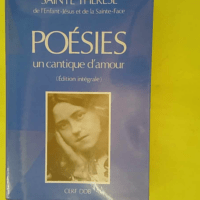 SAINTE THÉRÈSE
de l'Enfant-Jésus et de la Sainte-Face
POÉSIES
un cantique d'amour
(Édition intégrale)
CERF DDB